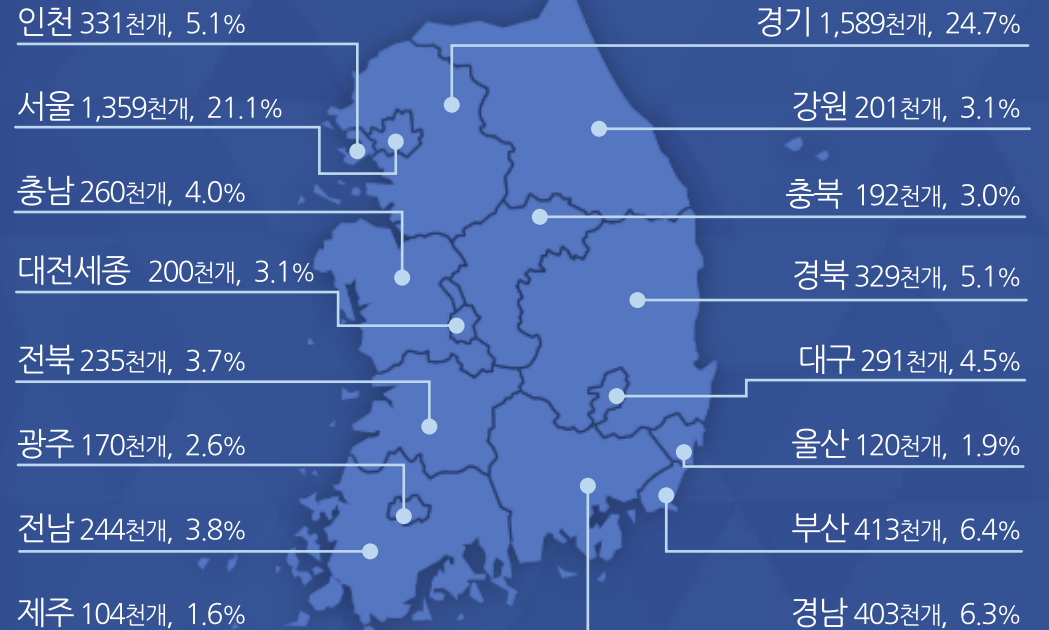 인천 331천개, 5.1%
경기 1,589천개, 24.7%
서울 1,359천개, 21.1%
강원 201천개, 3.1%
충남 260천개, 4.0%
충북 192천개, 3.0%
대전세종 200천개, 3.1%
경북 329천개, 5.1%
전북 235천개, 3.7%
대구 291천개, 4.5%
광주 170천개, 2.6%
울산 120천개, 1.9%
전남 244천개, 3.8%
부산 413천개, 6.4%
제주 104천개, 1.6%
경남 403천개, 6.3%